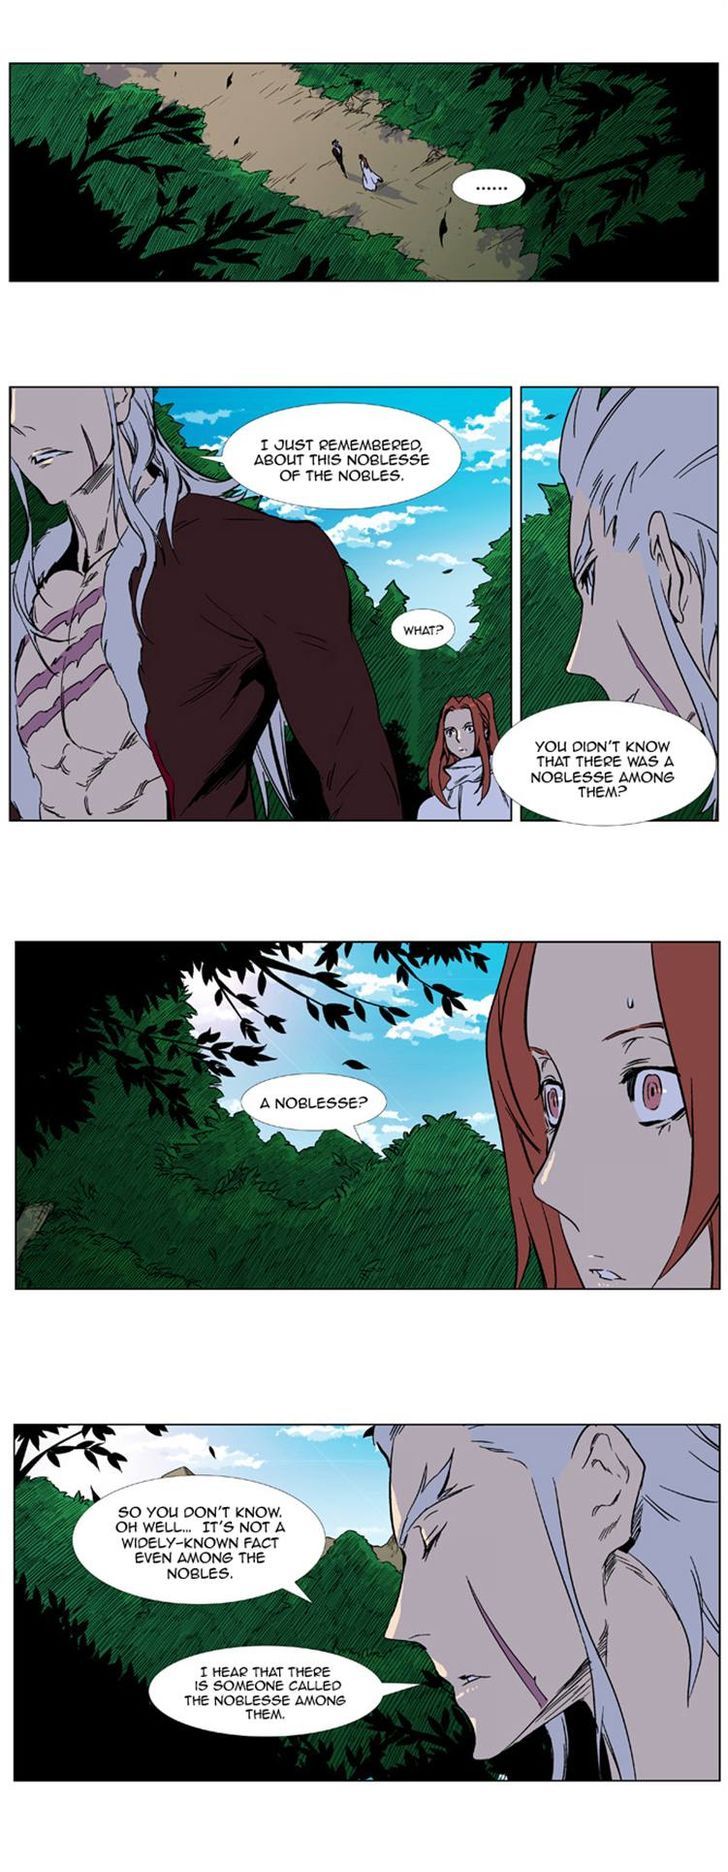 ......
I JUST REMEMBERED,
ABOUT THIS NOBLESSE
OF THE NOBLES.
WHAT?
YOU DIDN'T KNOW
THAT THERE WAS A
NOBLESSE AMONG
THEM?
A NOBLESSE?
SO YOU DON'T KNOW.
OH WELL... IT'S NOT A
WIDELY-KNOWN FACT
EVEN AMONG THE
NOBLES.
I HEAR THAT THERE
IS SOMEONE CALLED
THE NOBLESSE AMONG
THEM.